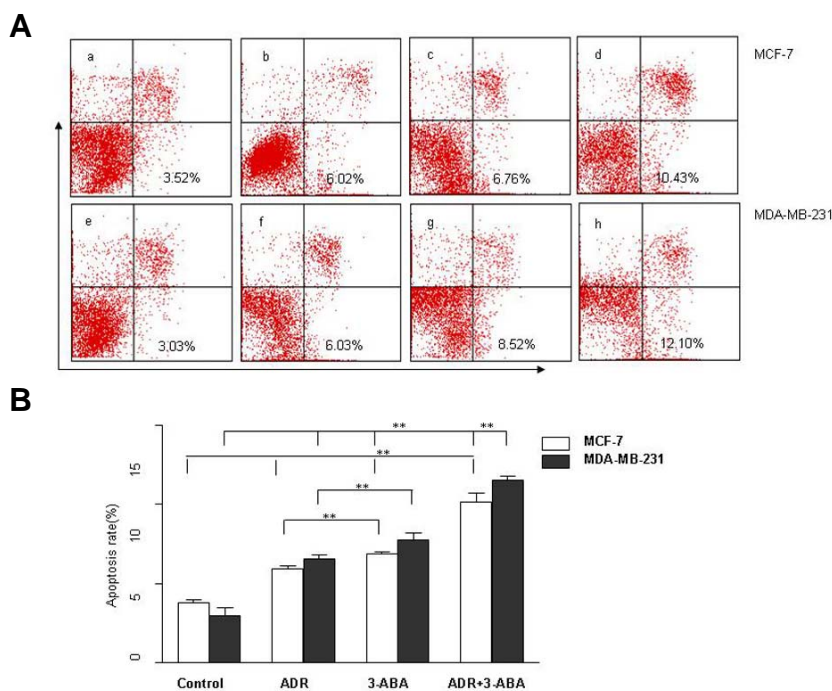 A
a b c d MCF-7
3.52% 6.02% 6.76% 10.43%
e f g h MDA-MB-231
3.03% 6.03% 8.52% 12.10%
B
** **
**
**
**
MCF-7
MDA-MB-231
Apoptosis rate(%)
15
10
5
0
Control ADR 3-ABA ADR+3-ABA